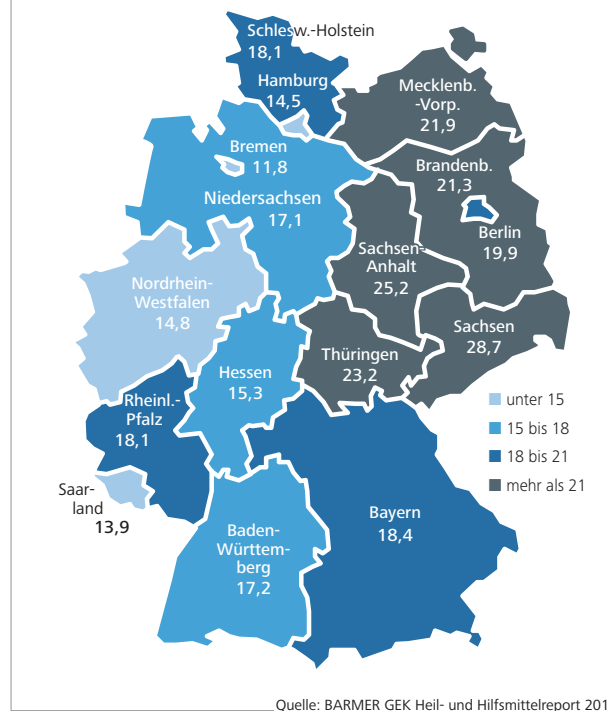 Schlesw.-Holstein
18,1
Hamburg
14,5
Mecklenb.
-Vorp.
21,9
Bremen
11,8
Brandenb.
21,3
Niedersachsen
17,1
Berlin
19,9
Sachsen-
Anhalt
25,2
Nordrhein-
Westfalen
14,8
Sachsen
28,7
Thüringen
23,2
Hessen
15,3
Rheinl.-
Pfalz
18,1
unter 15
15 bis 18
18 bis 21
mehr als 21
Saar-
land
13,9
Bayern
18,4
Baden-
Württem-
berg
17,2
Quelle: BARMER GEK Heil- und Hilfsmittelreport 201